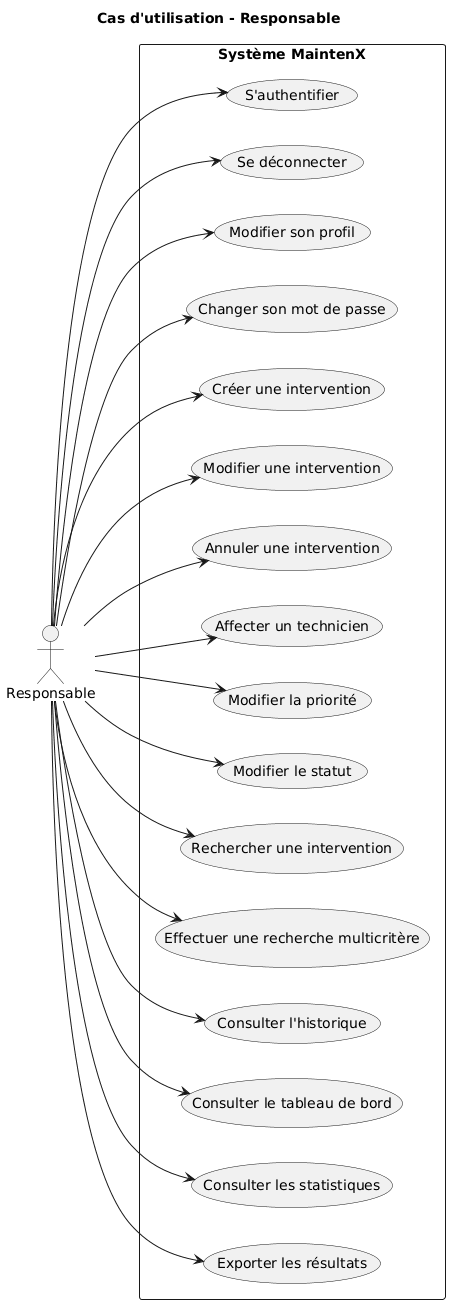 Cas d'utilisation - Responsable
Système MaintenX
S'authentifier
Se déconnecter
Modifier son profil
Changer son mot de passe
Créer une intervention
Modifier une intervention
Annuler une intervention
Affecter un technicien
Responsable
Modifier la priorité
Modifier le statut
Rechercher une intervention
Effectuer une recherche multicritère
Consulter l'historique
Consulter le tableau de bord
Consulter les statistiques
Exporter les résultats